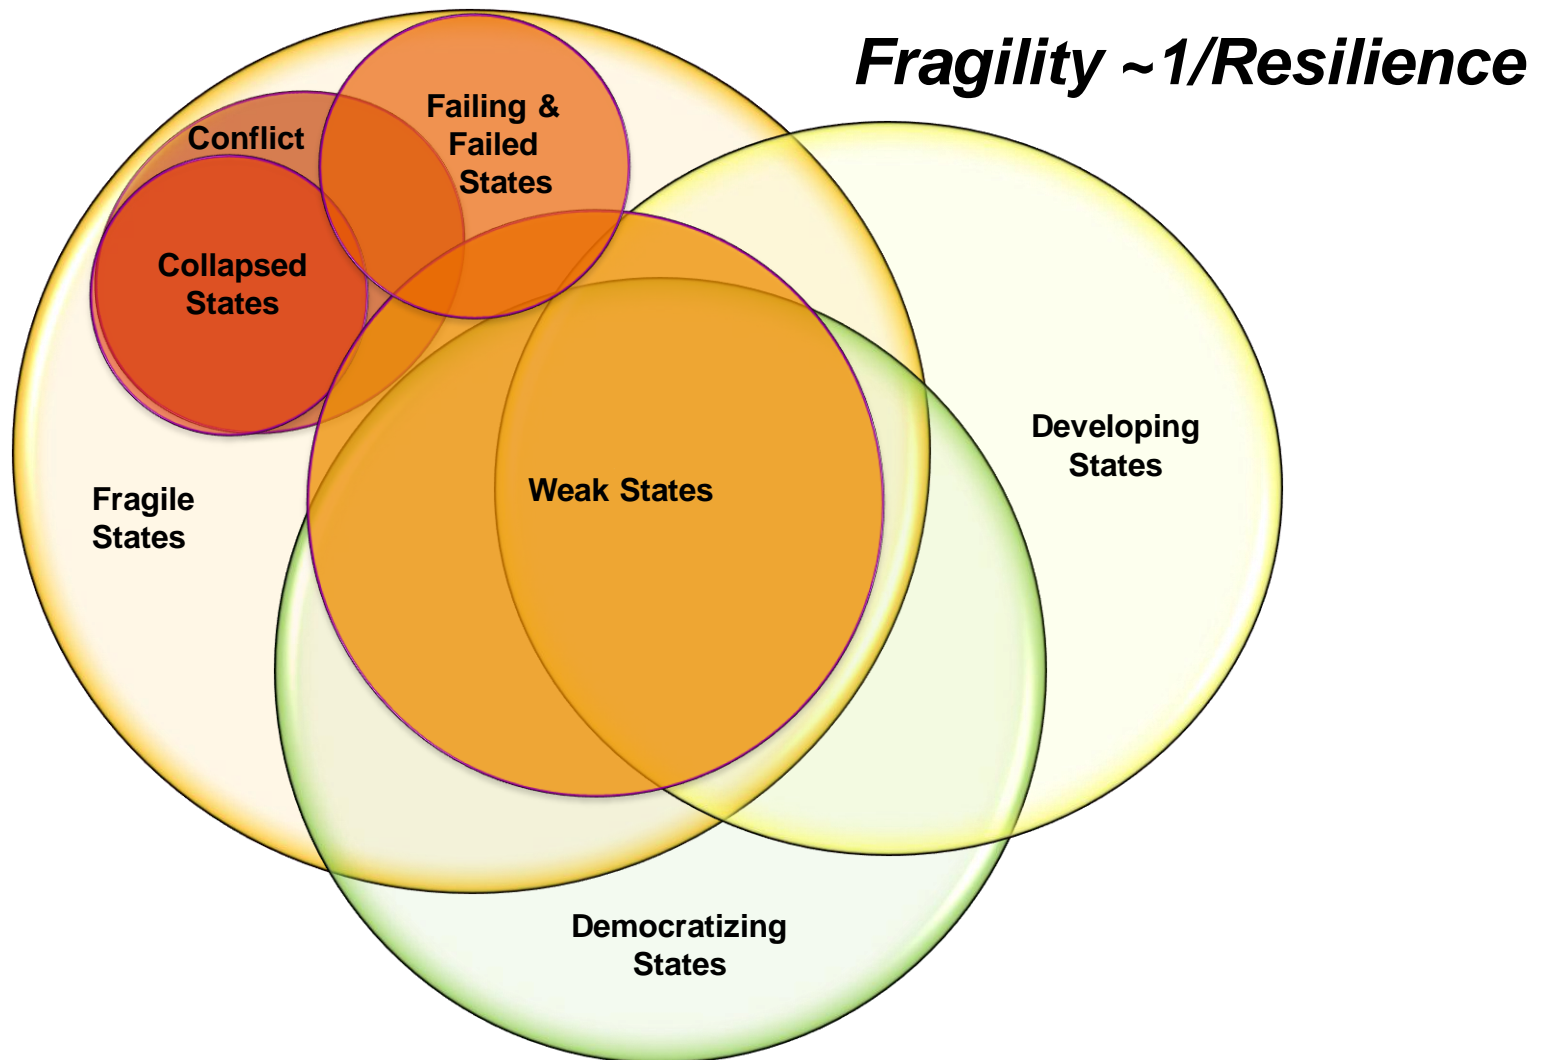 Fragility ~1/Resilience
Failing &
Failed
States
Conflict
Collapsed
States
Developing
States
Weak States
Fragile
States
Democratizing
States